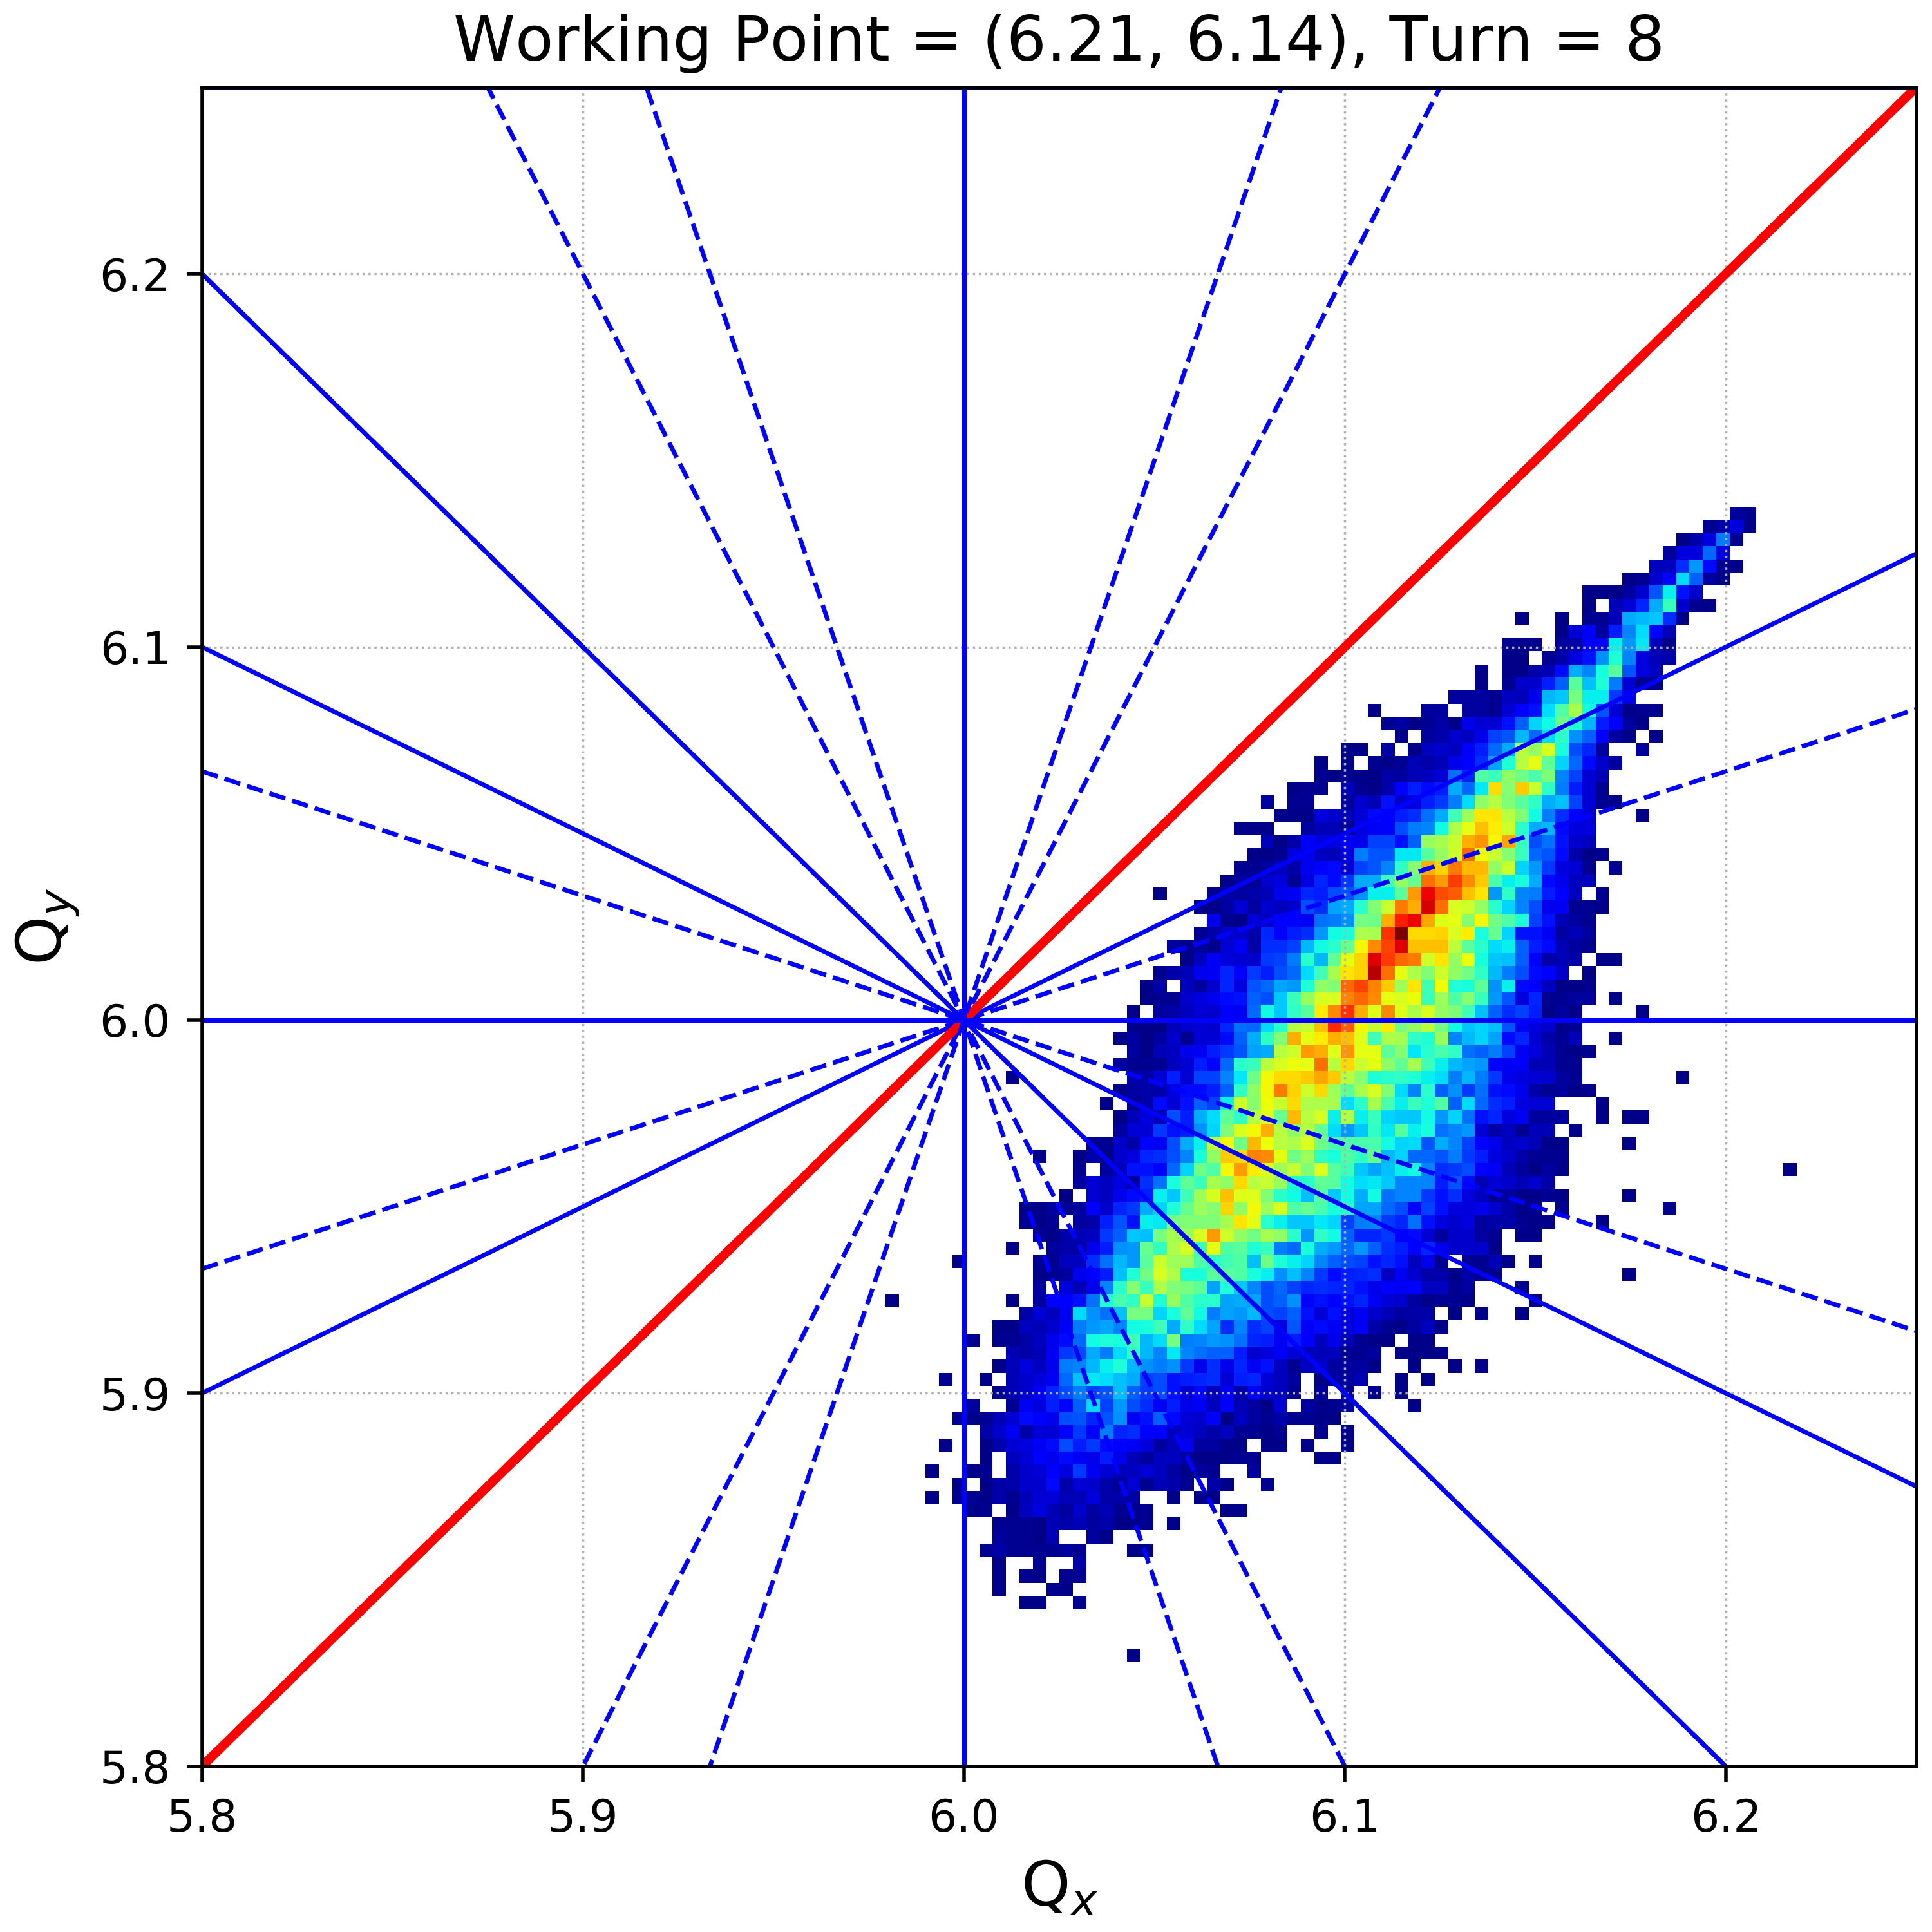 Working Point = (6.21, 6.14), Turn = 8
6.2
6.1
6.0
5.9
5.8
Qy
5.8 5.9 6.0 6.1 6.2
Qx